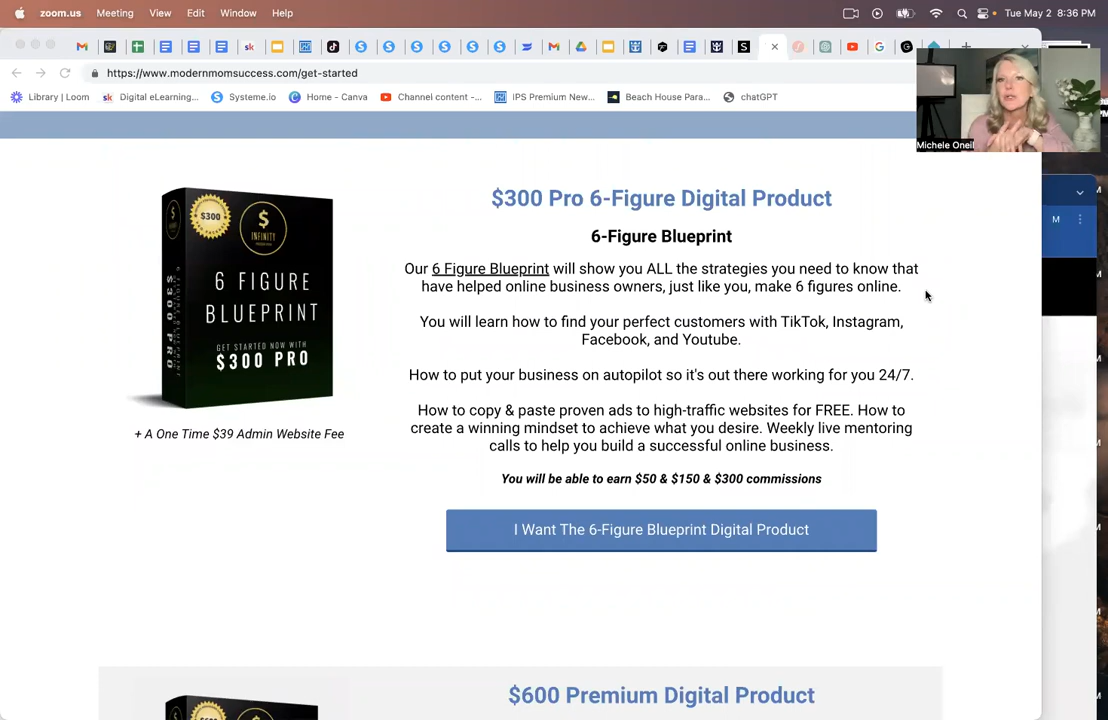 zoom.us Meeting View Edit Window Help Tue May 2 8:36 PM
https://www.modernmomsuccess.com/get-started
Library | Loom Digital eLearning... Systeme.io Home - Canva Channel content -... IPS Premium New... Beach House Para... chatGPT
Michele Oneil
M
$300 Pro 6-Figure Digital Product
6-Figure Blueprint
Our 6 Figure Blueprint will show you ALL the strategies you need to know that
have helped online business owners, just like you, make 6 figures online.
You will learn how to find your perfect customers with TikTok, Instagram,
Facebook, and Youtube.
How to put your business on autopilot so it's out there working for you 24/7.
How to copy & paste proven ads to high-traffic websites for FREE. How to
create a winning mindset to achieve what you desire. Weekly live mentoring
calls to help you build a successful online business.
You will be able to earn $50 & $150 & $300 commissions
I Want The 6-Figure Blueprint Digital Product
$300
$
INFINITY
6 FIGURE
BLUEPRINT
GET STARTED NOW WITH
$300 PRO
6 FIGURE
BLUEPRINT
$300 PRO
+ A One Time $39 Admin Website Fee
$600 Premium Digital Product